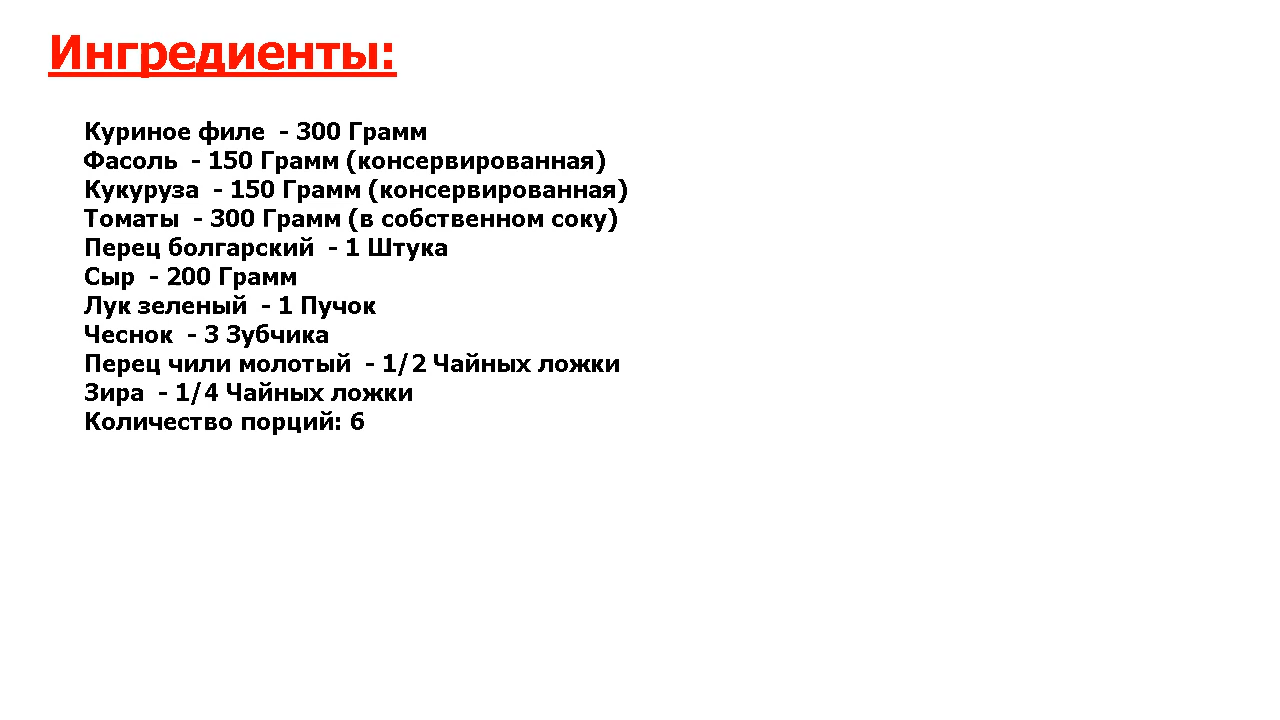 Ингредиенты:
Куриное филе  - 300 Грамм
Фасоль  - 150 Грамм (консервированная)
Кукуруза  - 150 Грамм (консервированная)
Томаты  - 300 Грамм (в собственном соку)
Перец болгарский  - 1 Штука
Сыр  - 200 Грамм
Лук зеленый  - 1 Пучок
Чеснок  - 3 Зубчика
Перец чили молотый  - 1/2 Чайных ложки
Зира  - 1/4 Чайных ложки
Количество порций: 6